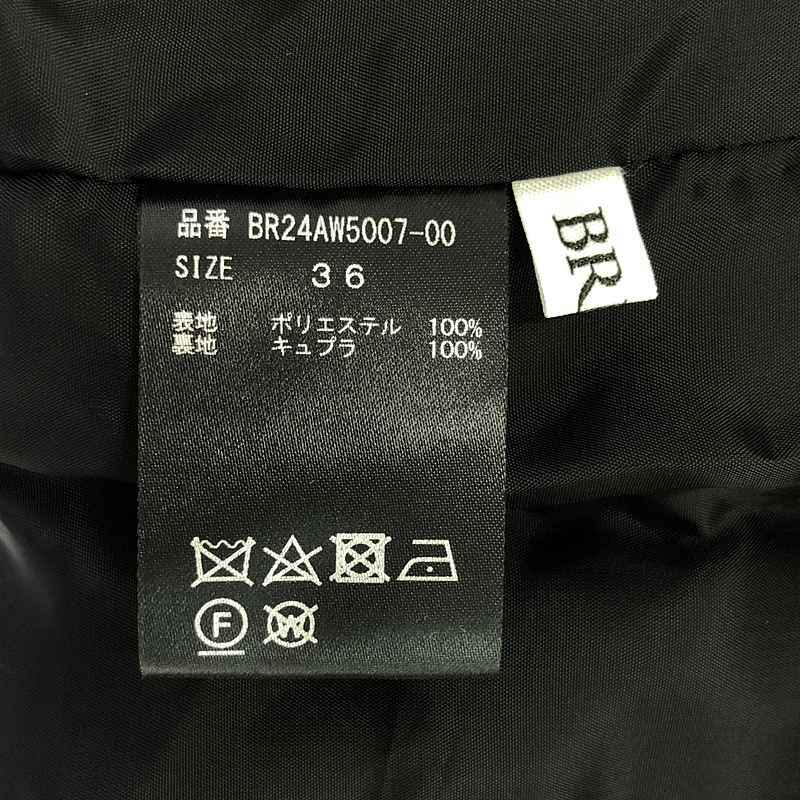 品番 BR24AW5007-00
SIZE 36
表地 ポリエステル 100%
裏地 キュプラ 100%
F
W
BR